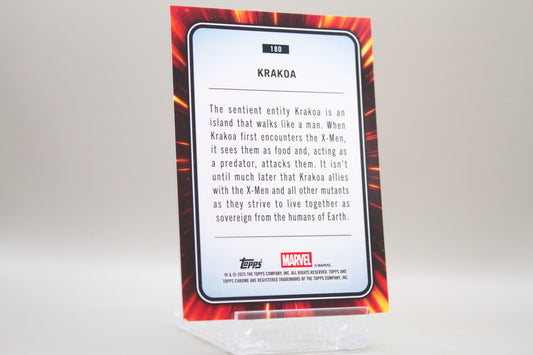 180
KRAKOA
The sentient entity Krakoa is an
island that walks like a man. When
Krakoa first encounters the X-Men,
it sees them as food and, acting as
a predator, attacks them. It isn't
until much later that Krakoa allies
with the X-Men and all other mutants
as they strive to live together as
sovereign from the humans of Earth.
Topps MARVEL
© MARVEL
® & © 2025 THE TOPPS COMPANY, INC. ALL RIGHTS RESERVED. TOPPS AND
TOPPS CHROME ARE REGISTERED TRADEMARKS OF THE TOPPS COMPANY, INC.